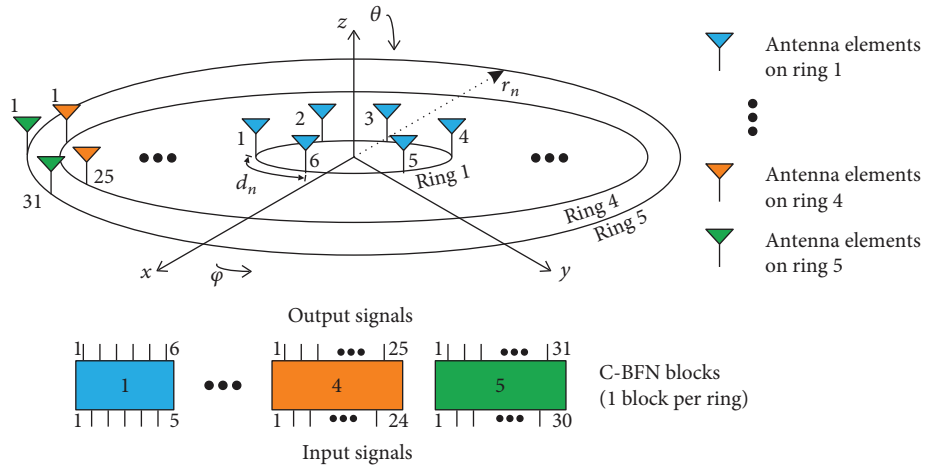 z
θ
r_n
1
1
1
2
3
4
6
5
25
31
d_n
Ring 1
Ring 4
Ring 5
x
φ
y
Antenna elements
on ring 1
Antenna elements
on ring 4
Antenna elements
on ring 5
Output signals
1 6
1 25
1 31
1
4
5
1 5
1 24
1 30
C-BFN blocks
(1 block per ring)
Input signals